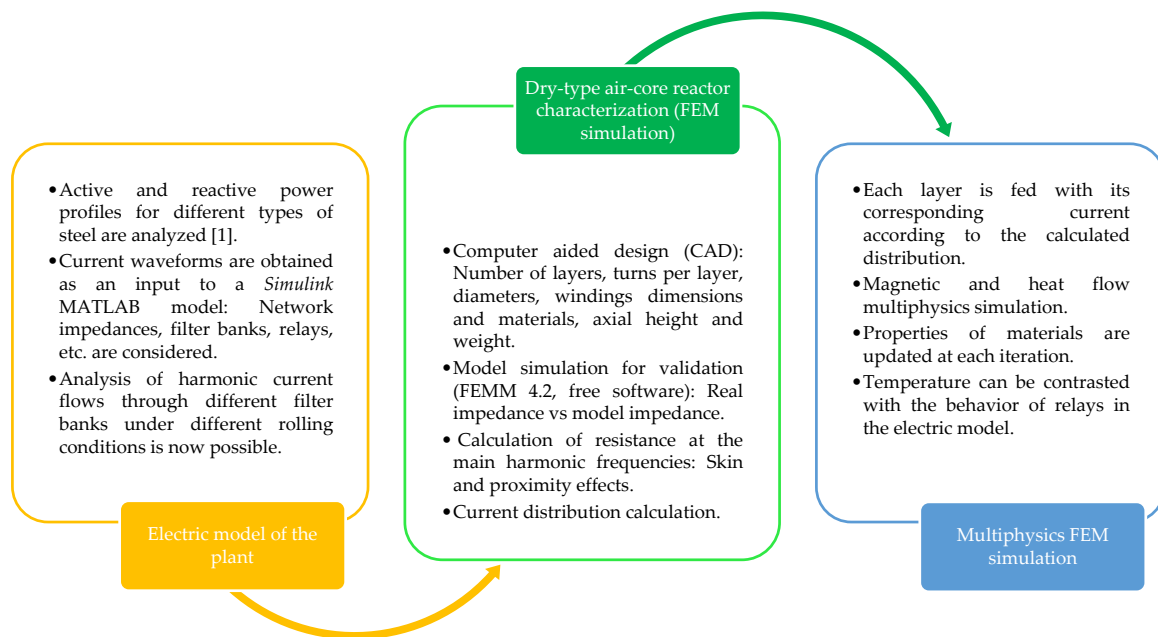 •Active and reactive power
profiles for different types of
steel are analyzed [1].
•Current waveforms are obtained
as an input to a Simulink
MATLAB model: Network
impedances, filter banks, relays,
etc. are considered.
•Analysis of harmonic current
flows through different filter
banks under different rolling
conditions is now possible.
Electric model of the
plant
Dry-type air-core reactor
characterization (FEM
simulation)
•Computer aided design (CAD):
Number of layers, turns per layer,
diameters, windings dimensions
and materials, axial height and
weight.
•Model simulation for validation
(FEMM 4.2, free software): Real
impedance vs model impedance.
• Calculation of resistance at the
main harmonic frequencies: Skin
and proximity effects.
•Current distribution calculation.
•Each layer is fed with its
corresponding current
according to the calculated
distribution.
•Magnetic and heat flow
multiphysics simulation.
•Properties of materials are
updated at each iteration.
•Temperature can be contrasted
with the behavior of relays in
the electric model.
Multiphysics FEM
simulation